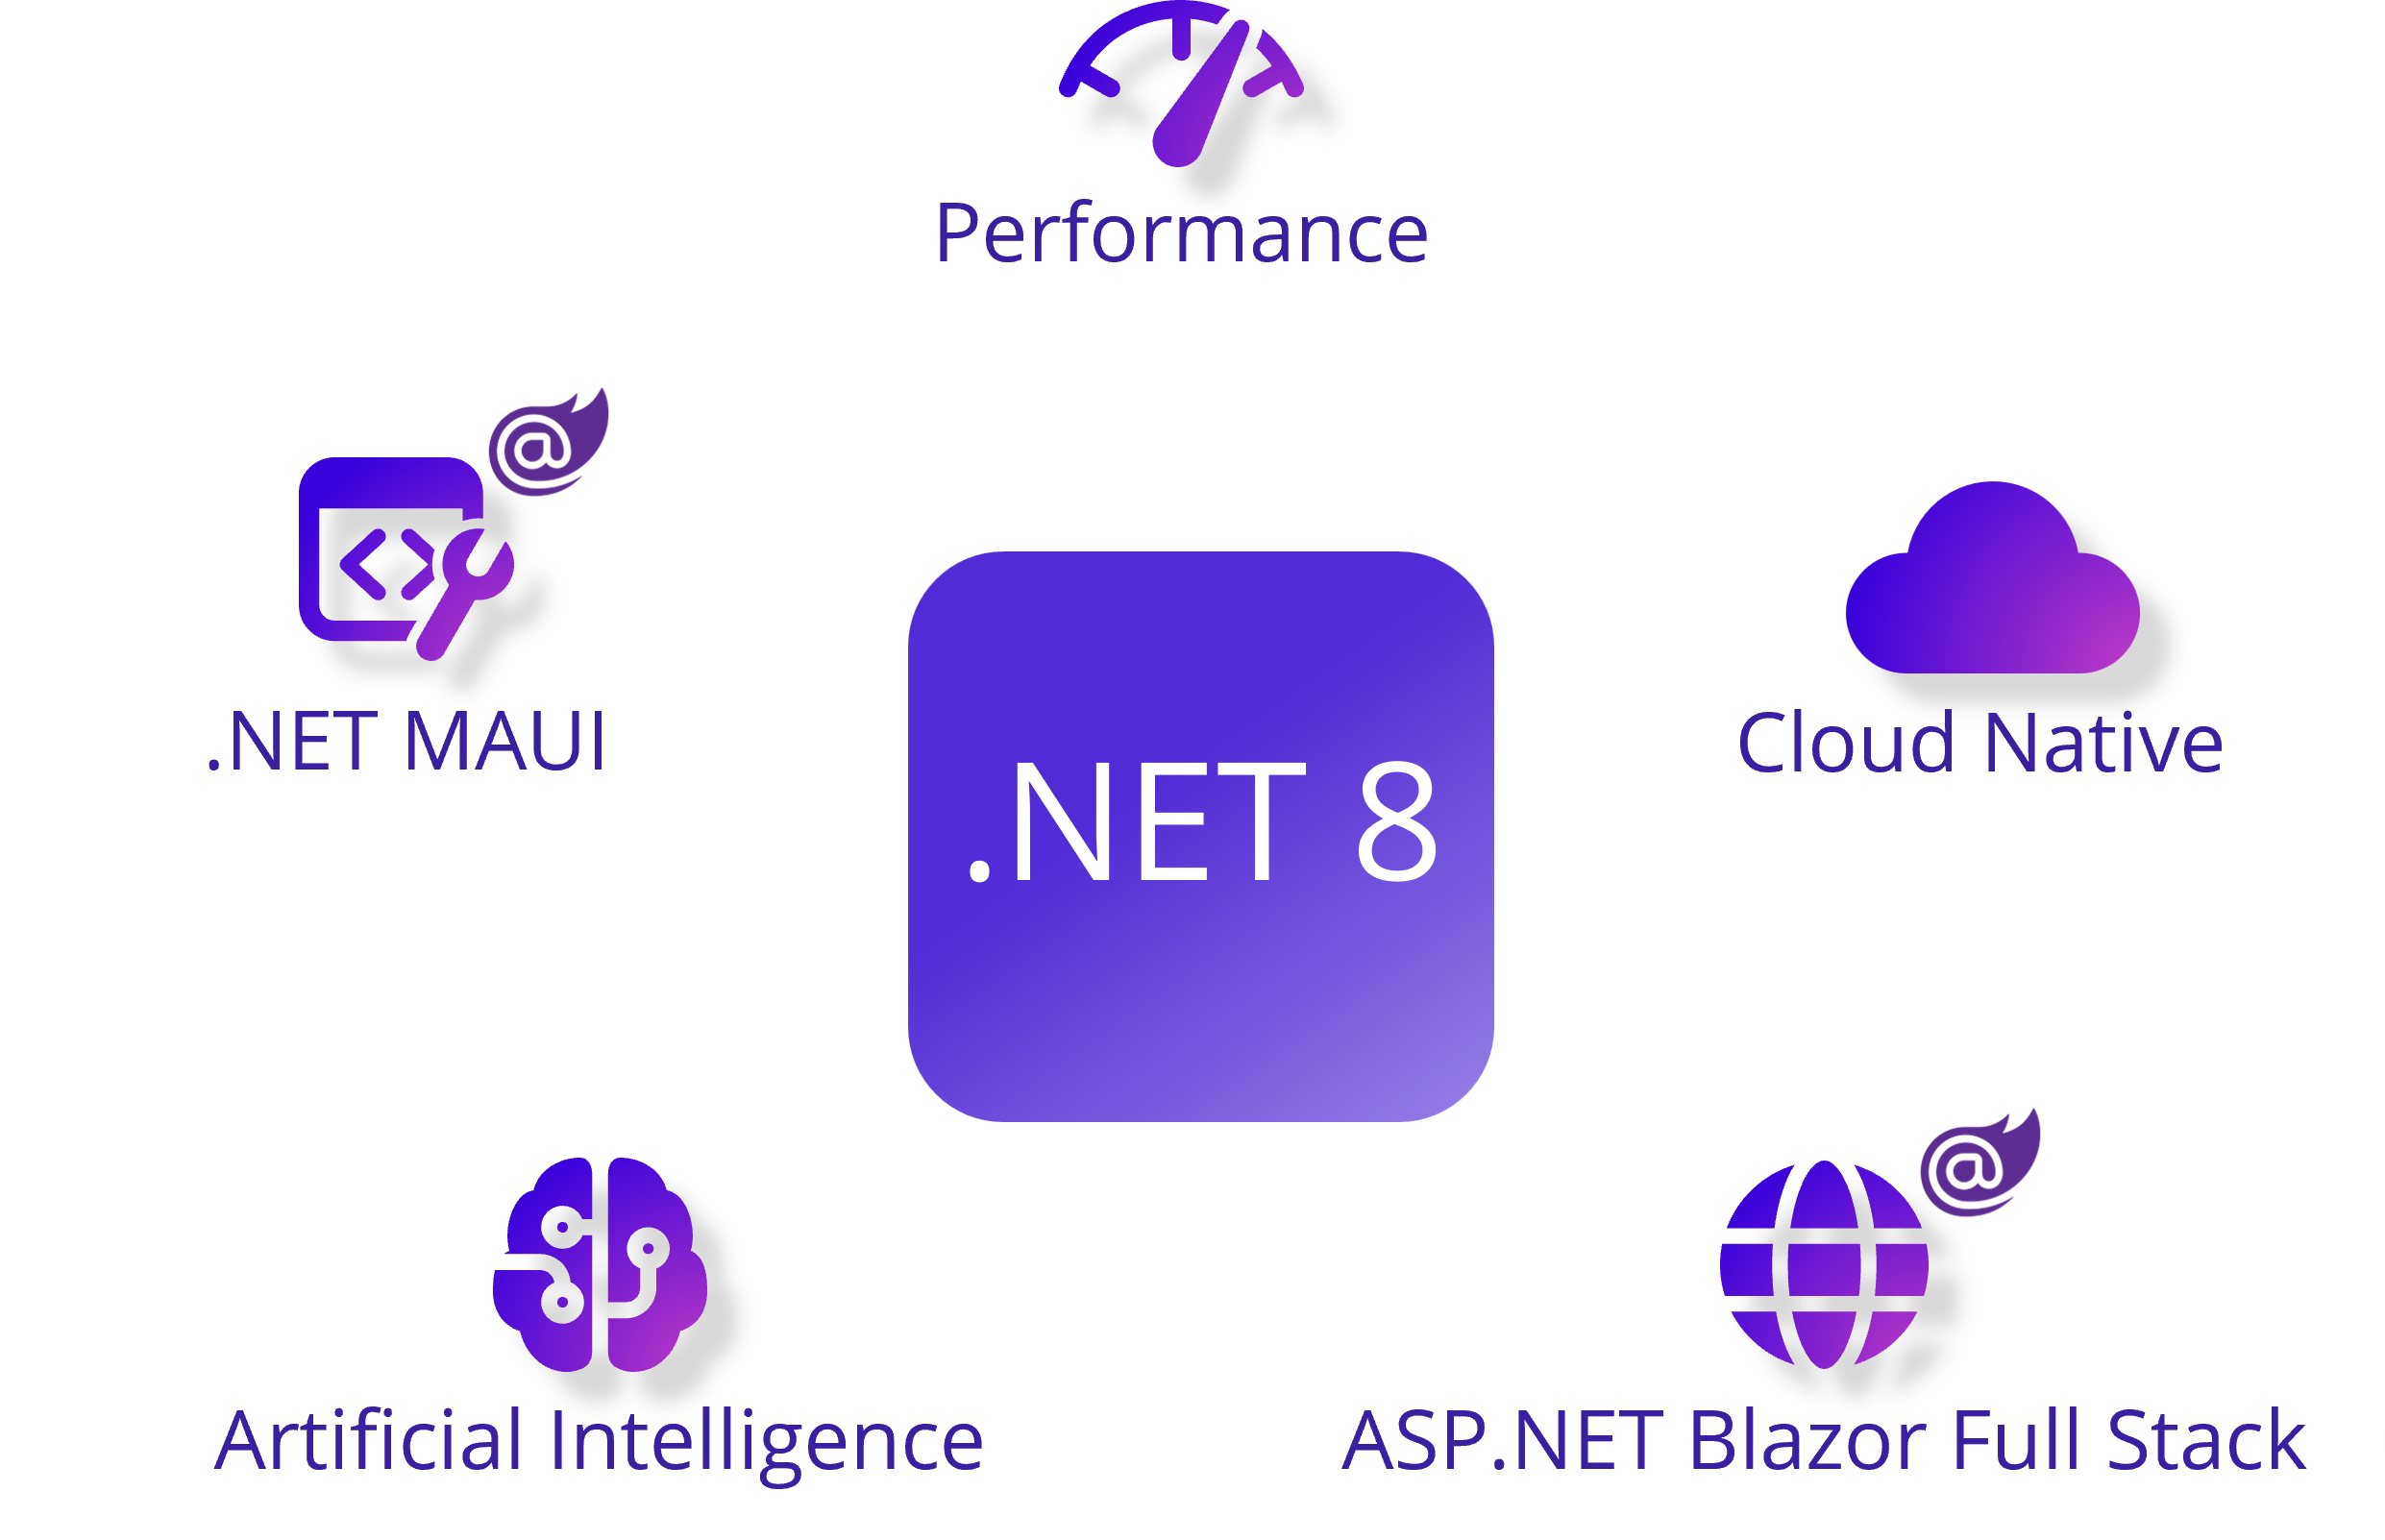 Performance
.NET MAUI
Cloud Native
.NET 8
Artificial Intelligence
ASP.NET Blazor Full Stack